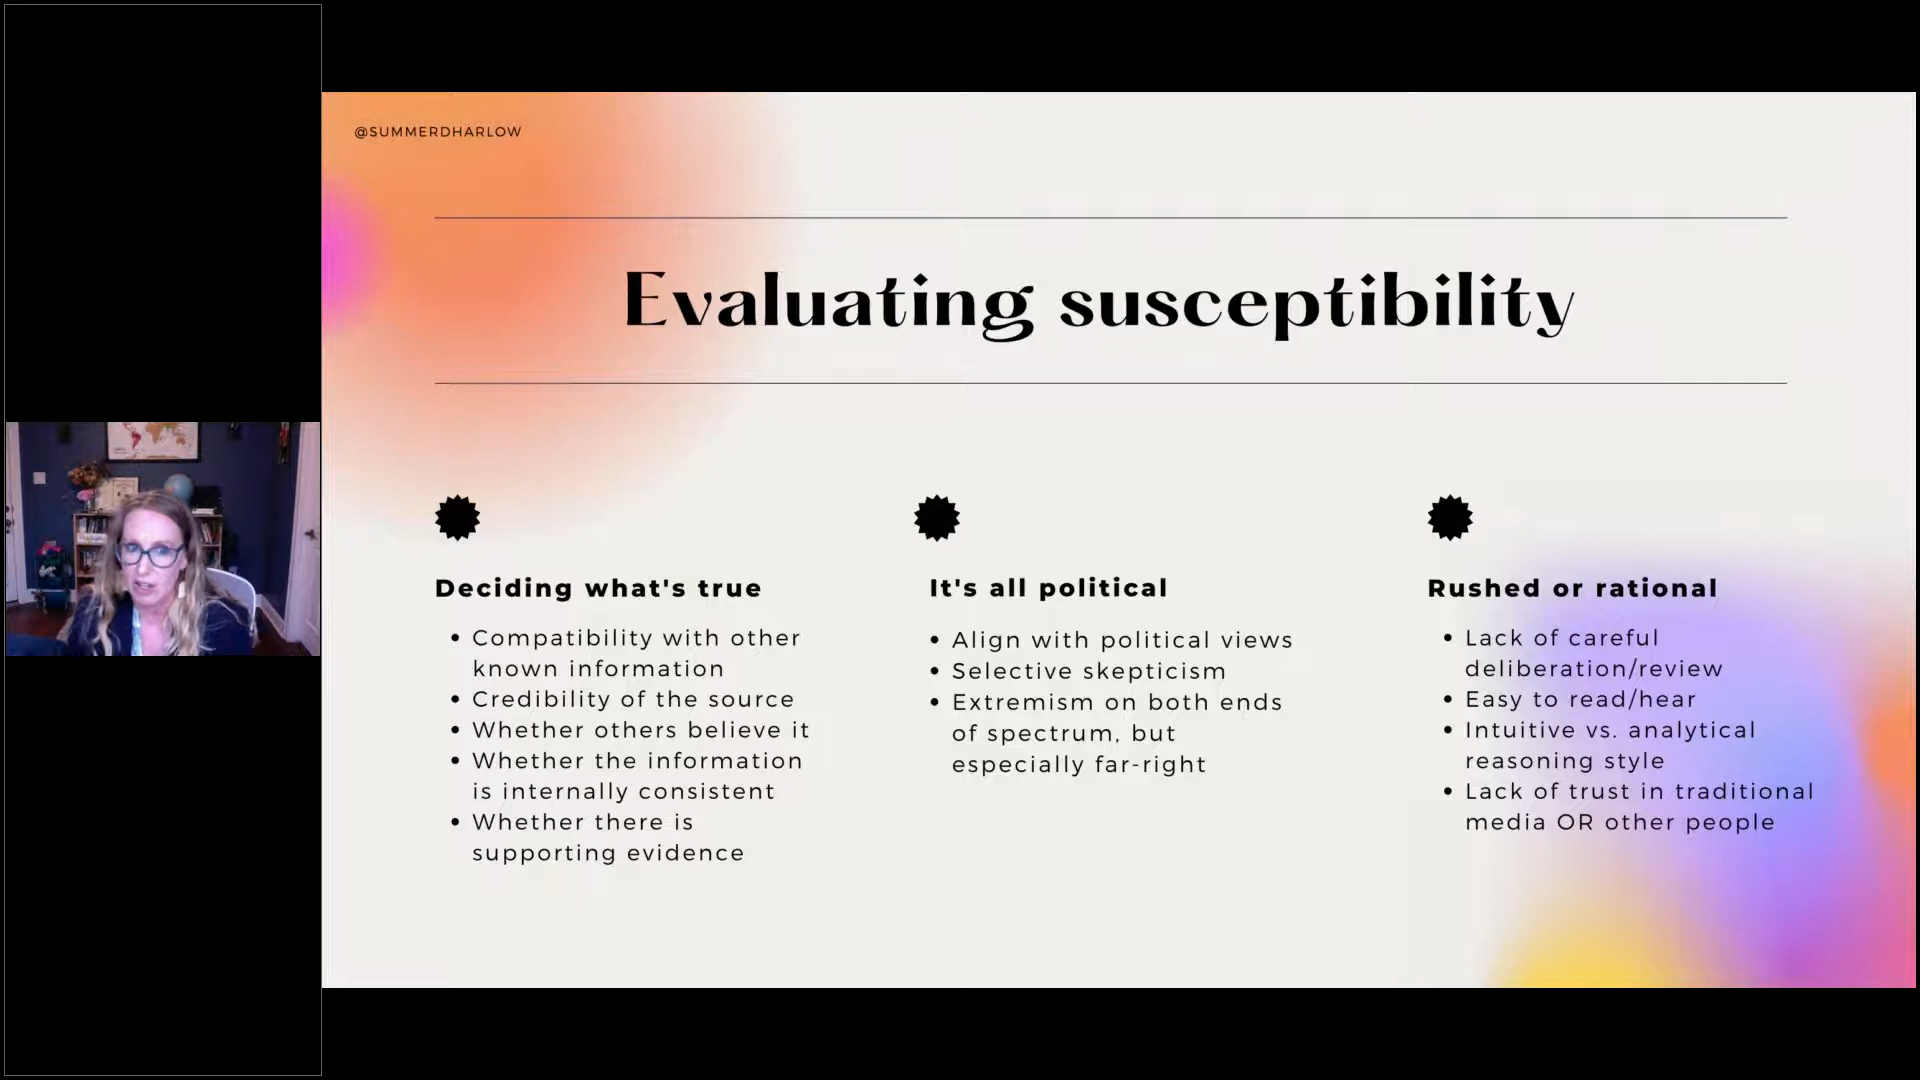 @SUMMERDHARLOW
Evaluating susceptibility
Deciding what's true
• Compatibility with other
known information
• Credibility of the source
• Whether others believe it
• Whether the information
is internally consistent
• Whether there is
supporting evidence
It's all political
• Align with political views
• Selective skepticism
• Extremism on both ends
of spectrum, but
especially far-right
Rushed or rational
• Lack of careful
deliberation/review
• Easy to read/hear
• Intuitive vs. analytical
reasoning style
• Lack of trust in traditional
media OR other people